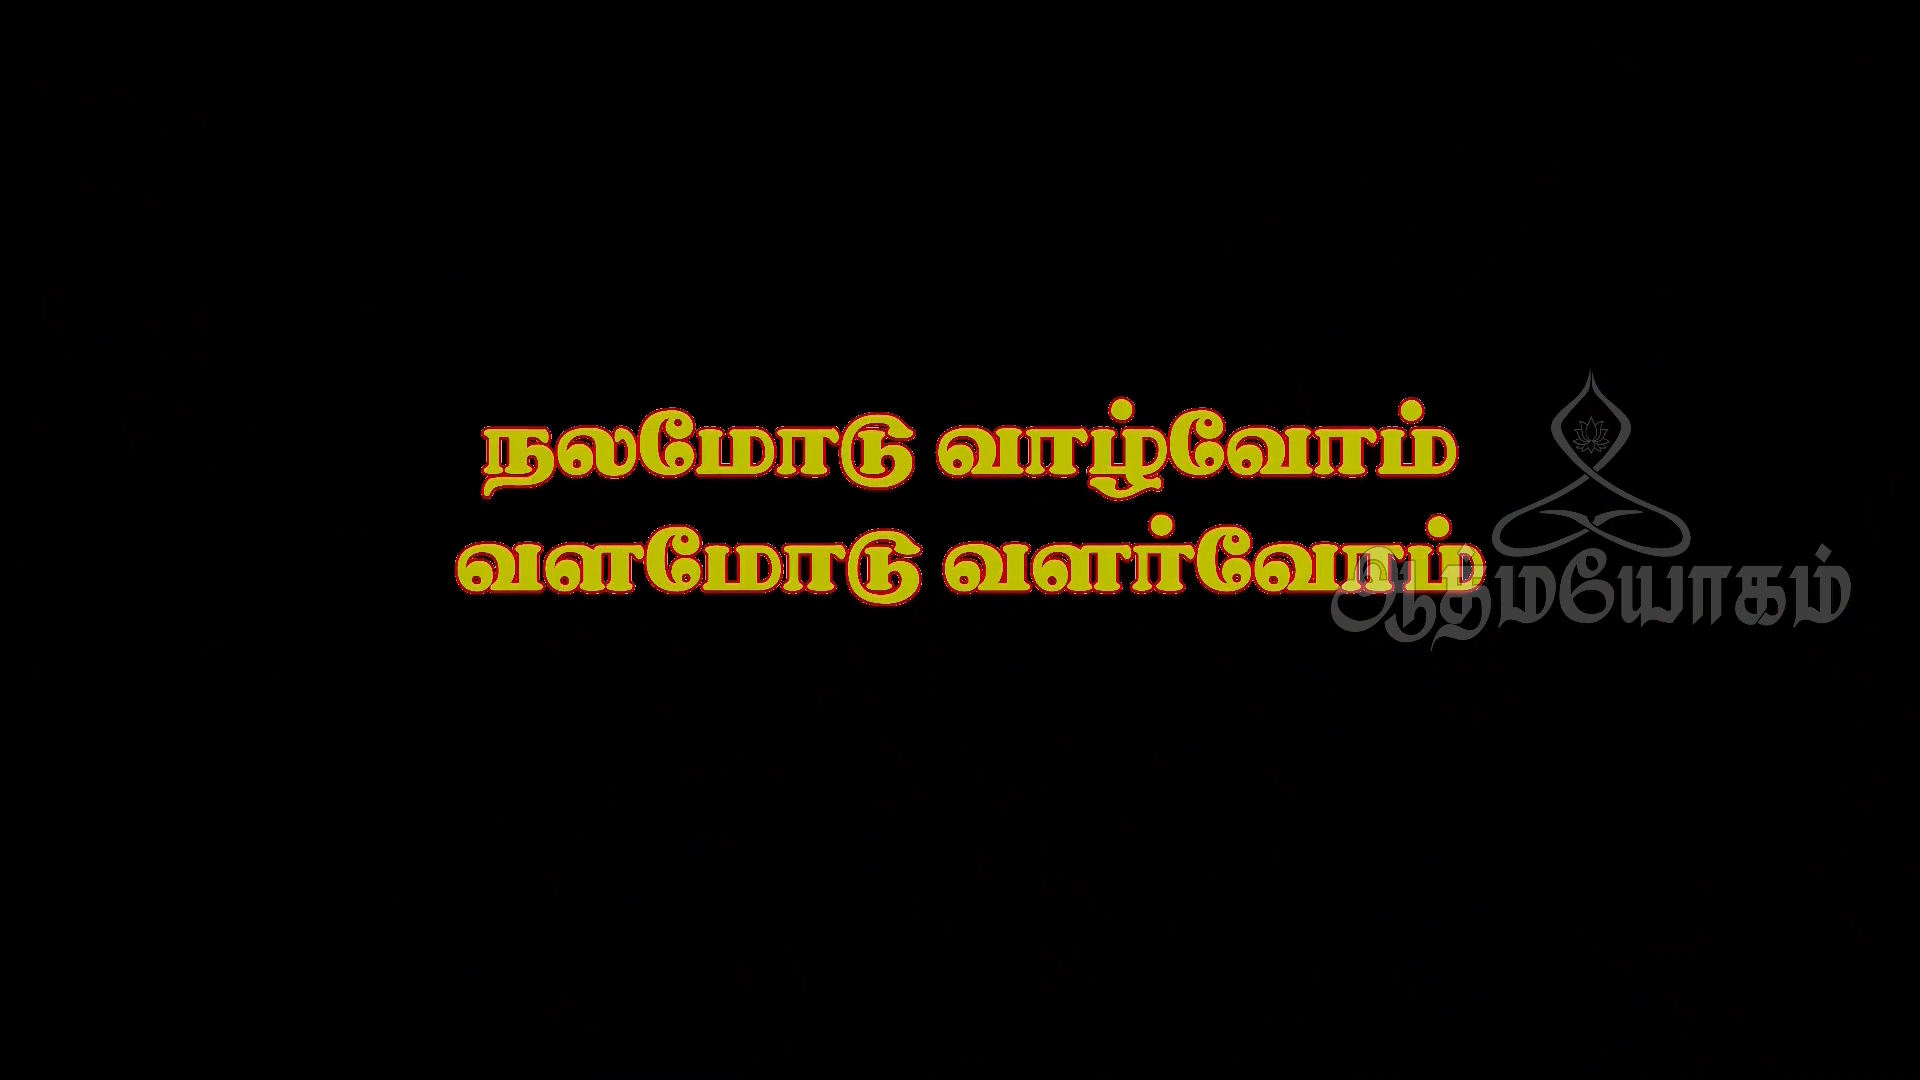 நலமோடு வாழ்வோம்
வளமோடு வளர்வோம்
ஆத்மயோகம்